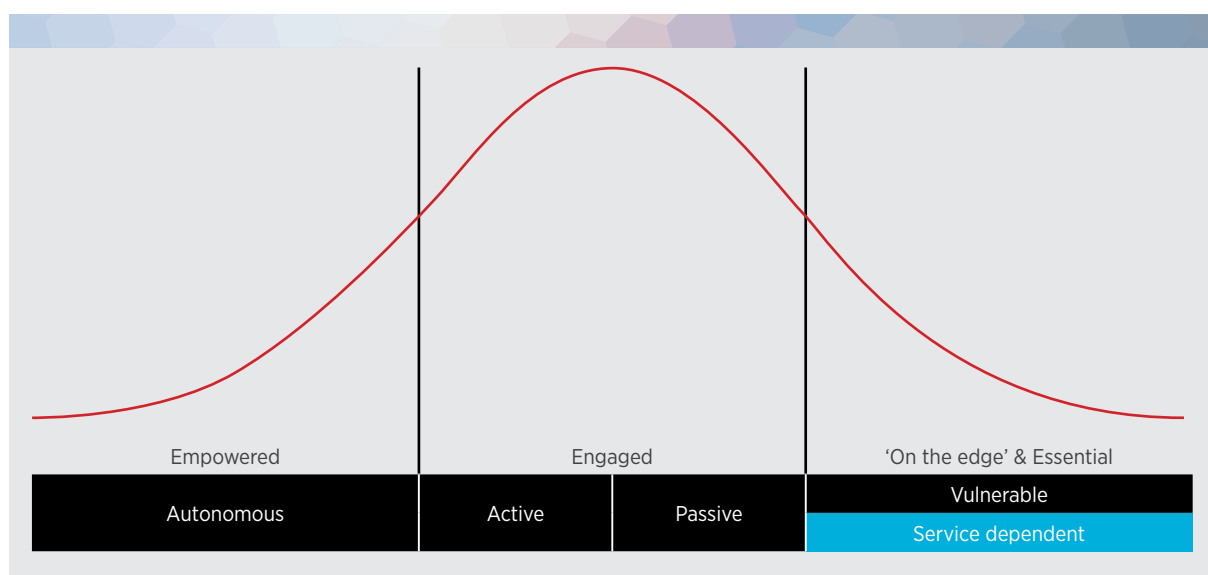 Empowered
Engaged
‘On the edge’ & Essential
Autonomous
Active
Passive
Vulnerable
Service dependent